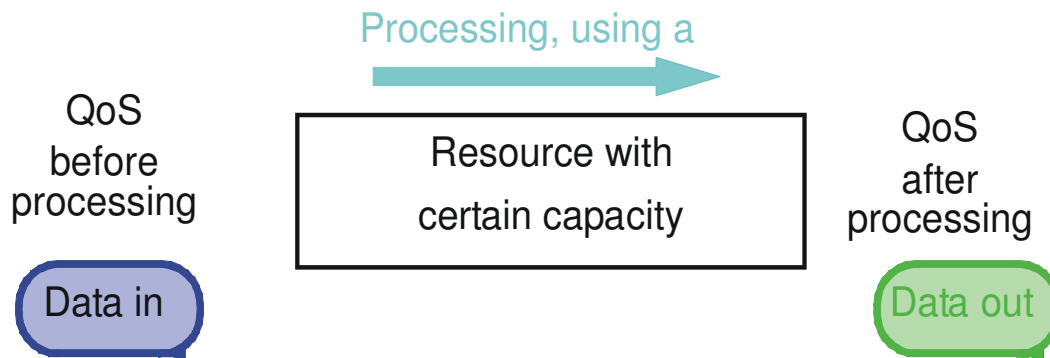 Processing, using a
QoS
before
processing
Resource with
certain capacity
QoS
after
processing
Data in
Data out